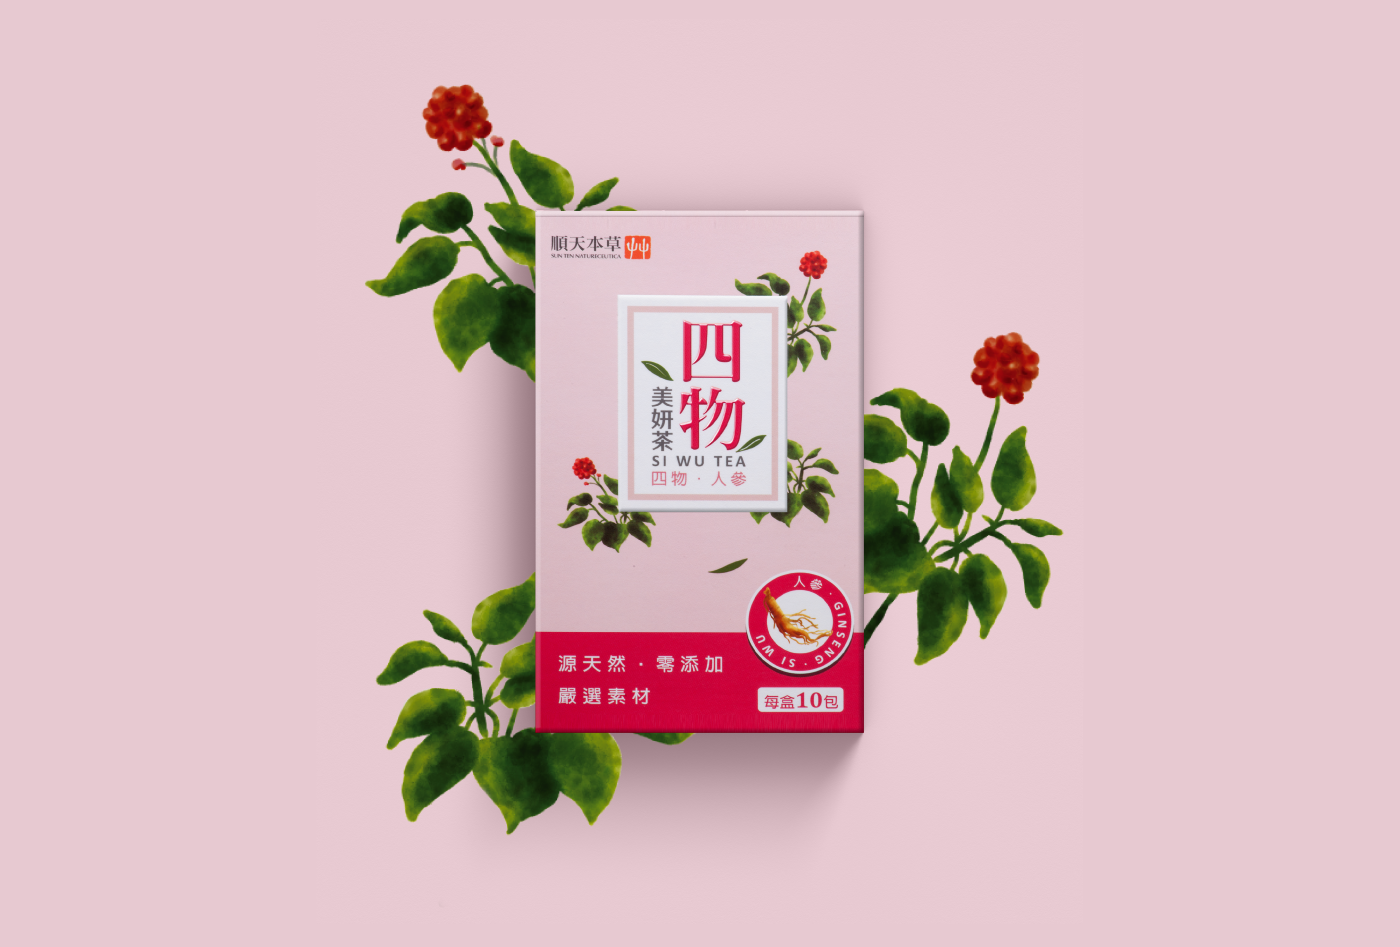 順天本草
SUN TEN NATURECEUTICA
四物
美妍茶
SI WU TEA
四物·人參
人參·GINSENG·SI WU
源天然·零添加
嚴選素材
每盒10包